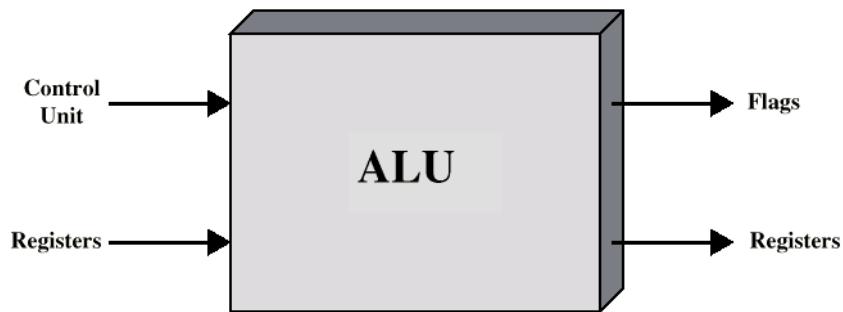 Control
Unit
Registers
ALU
Flags
Registers